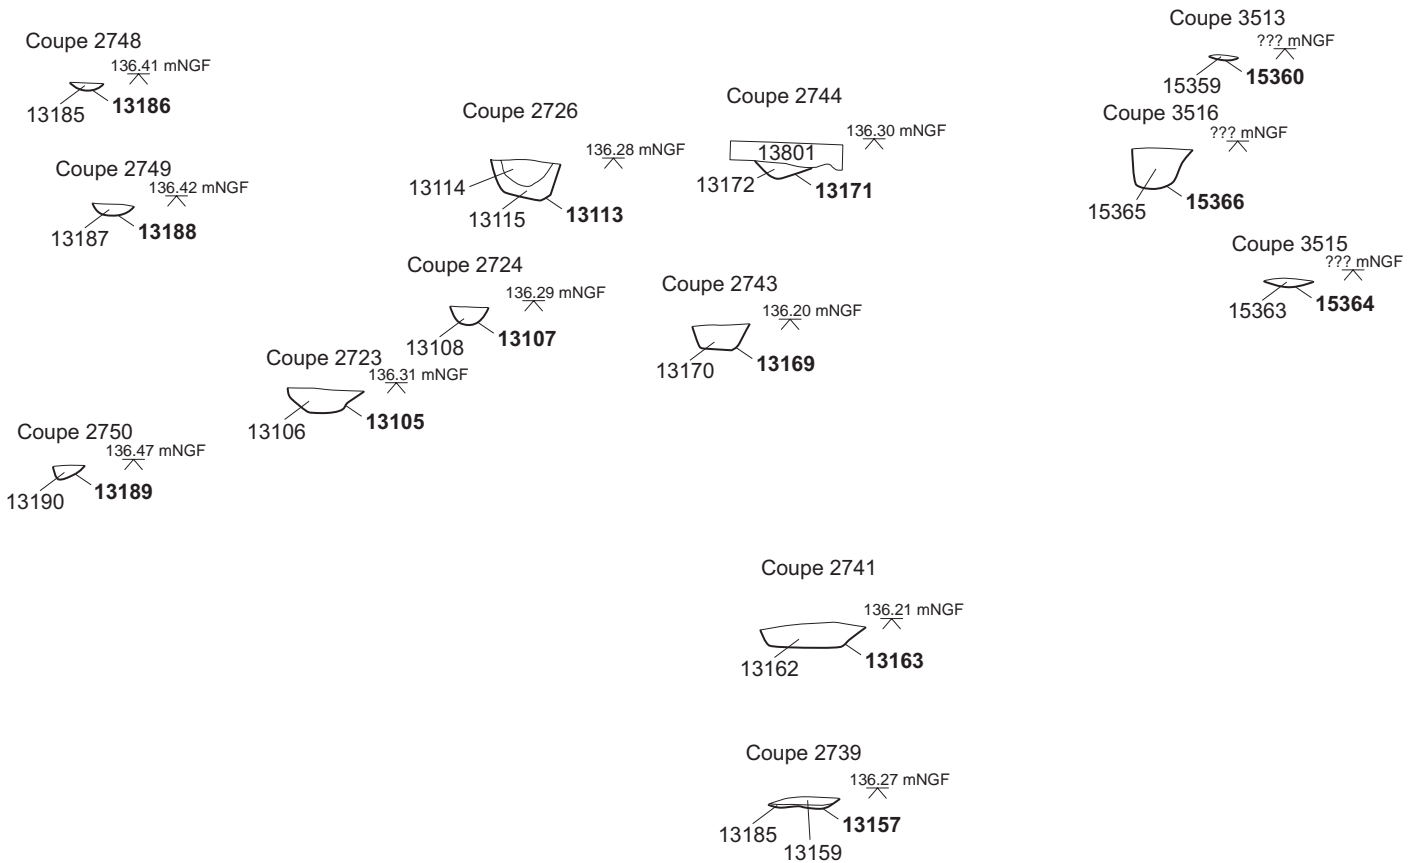 Coupe 2748
136.41 mNGF
13185
13186
Coupe 2749
136.42 mNGF
13187
13188
Coupe 2726
136.28 mNGF
13114
13115
13113
Coupe 2744
136.30 mNGF
13801
13172
13171
Coupe 3513
??? mNGF
15359
15360
Coupe 3516
??? mNGF
15365
15366
Coupe 3515
??? mNGF
15363
15364
Coupe 2724
136.29 mNGF
13108
13107
Coupe 2743
136.20 mNGF
13170
13169
Coupe 2723
136.31 mNGF
13106
13105
Coupe 2750
136.47 mNGF
13190
13189
Coupe 2741
136.21 mNGF
13162
13163
Coupe 2739
136.27 mNGF
13185
13157
13159